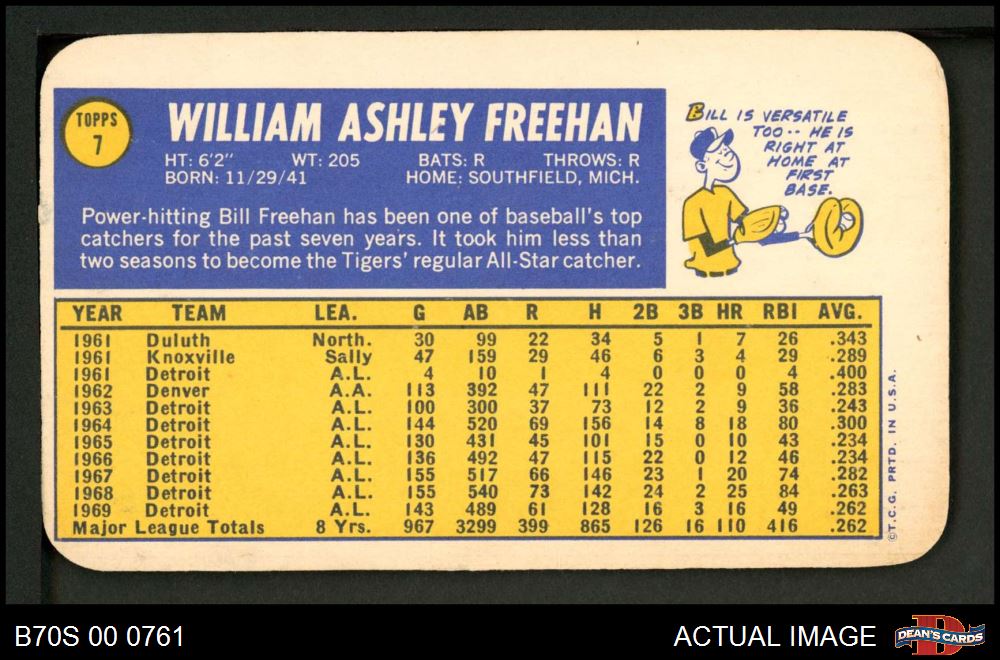 TOPPS
7
WILLIAM ASHLEY FREEHAN
HT: 6'2" WT: 205 BATS: R THROWS: R
BORN: 11/29/41 HOME: SOUTHFIELD, MICH.
Power-hitting Bill Freehan has been one of baseball's top
catchers for the past seven years. It took him less than
two seasons to become the Tigers' regular All-Star catcher.
BILL IS VERSATILE
TOO-- HE IS
RIGHT AT
HOME AT
FIRST
BASE.
YEAR TEAM LEA. G AB R H 2B 3B HR RBI AVG.
1961 Duluth North. 30 99 22 34 5 1 7 26 .343
1961 Knoxville Sally 47 159 29 46 6 3 4 29 .289
1961 Detroit A.L. 4 10 1 4 0 0 0 4 .400
1962 Denver A.A. 113 392 47 111 22 2 9 58 .283
1963 Detroit A.L. 100 300 37 73 12 2 9 36 .243
1964 Detroit A.L. 144 520 69 156 14 8 18 80 .300
1965 Detroit A.L. 130 431 45 101 15 0 10 43 .234
1966 Detroit A.L. 136 492 47 115 22 0 12 46 .234
1967 Detroit A.L. 155 517 66 146 23 1 20 74 .282
1968 Detroit A.L. 155 540 73 142 24 2 25 84 .263
1969 Detroit A.L. 143 489 61 128 16 3 16 49 .262
Major League Totals 8 Yrs. 967 3299 399 865 126 16 110 416 .262
©T.C.G. PRTD. IN U.S.A.
B70S 00 0761
ACTUAL IMAGE
D
DEAN'S CARDS